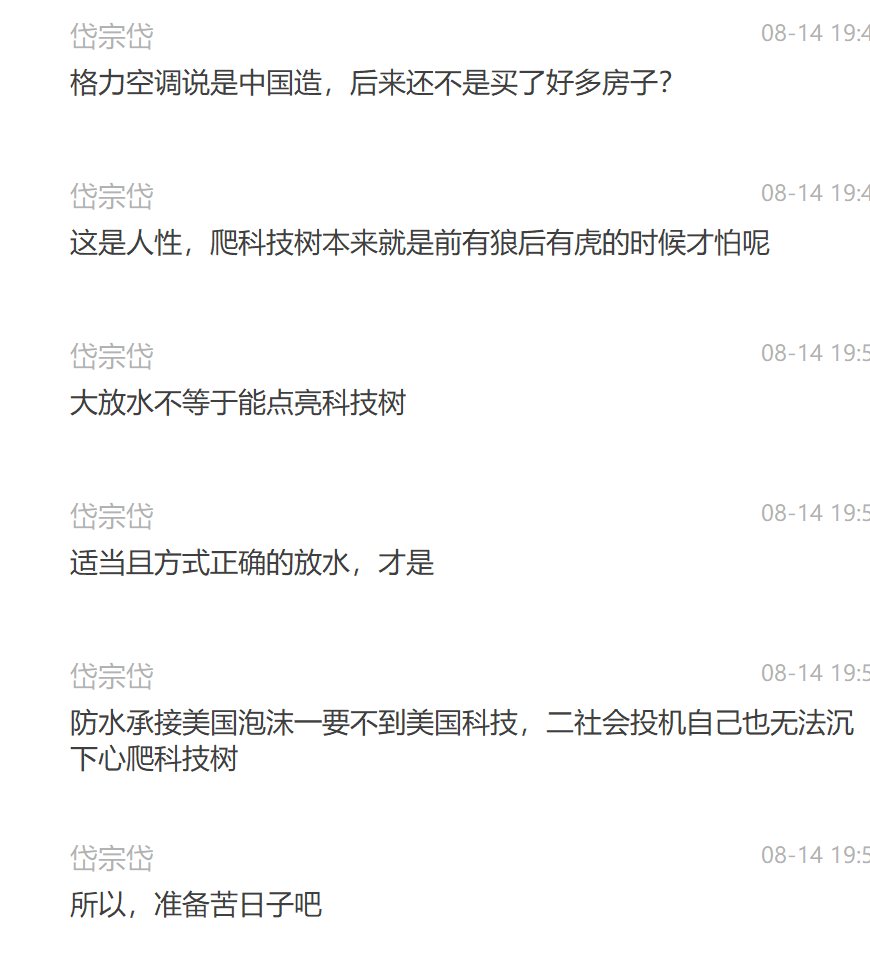 岱宗岱
08-14 19:4
格力空调说是中国造，后来还不是买了好多房子？
岱宗岱
08-14 19:4
这是人性，爬科技树本来就是前有狼后有虎的时候才怕呢
岱宗岱
08-14 19:5
大放水不等于能点亮科技树
岱宗岱
08-14 19:5
适当且方式正确的放水，才是
岱宗岱
08-14 19:5
防水承接美国泡沫一要不到美国科技，二社会投机自己也无法沉
下心爬科技树
岱宗岱
08-14 19:5
所以，准备苦日子吧